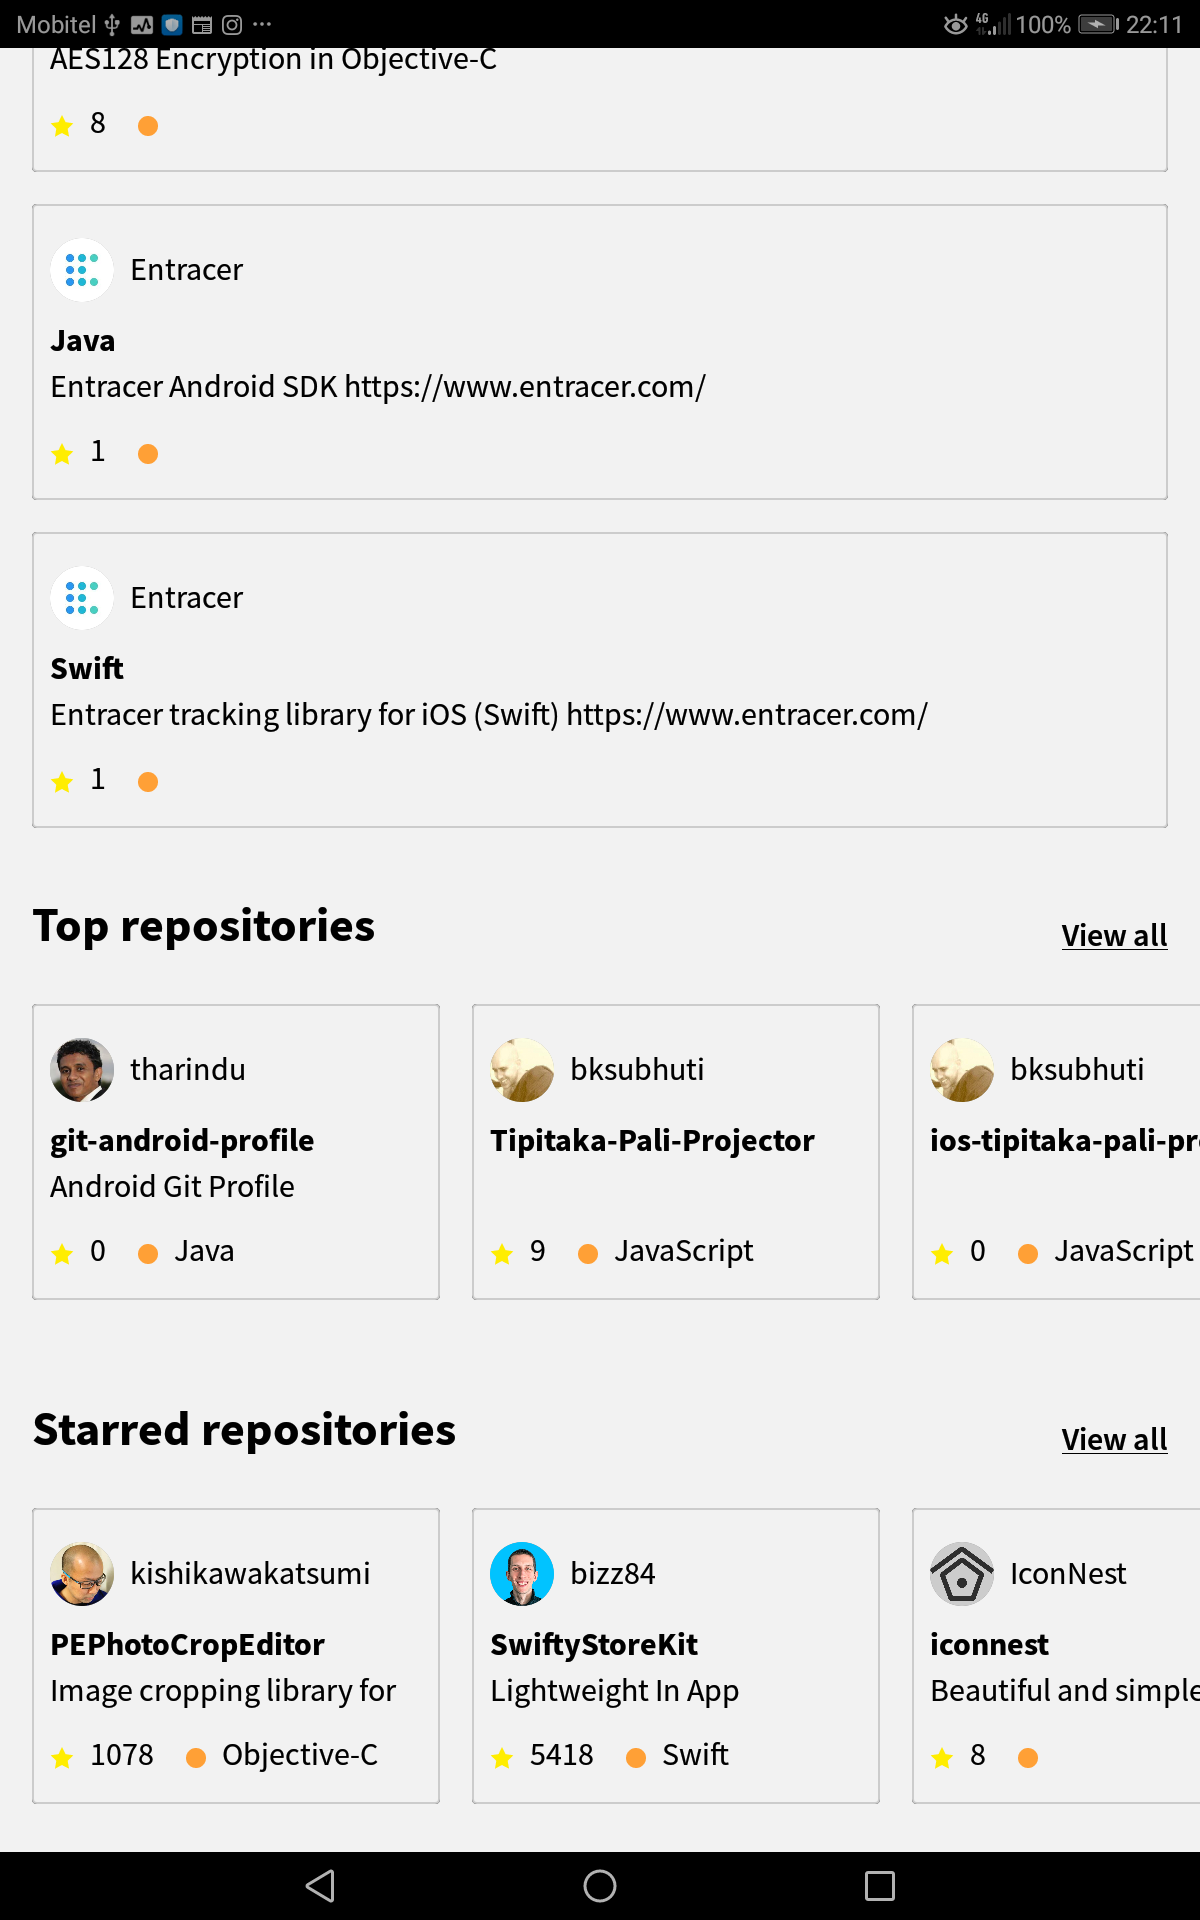 Mobitel 4G 100% 22:11
AES128 Encryption in Objective-C
8
Entracer
Java
Entracer Android SDK https://www.entracer.com/
1
Entracer
Swift
Entracer tracking library for iOS (Swift) https://www.entracer.com/
1
Top repositories
View all
tharindu
git-android-profile
Android Git Profile
0 Java
bksubhuti
Tipitaka-Pali-Projector
9 JavaScript
bksubhuti
ios-tipitaka-pali-pr
0 JavaScript
Starred repositories
View all
kishikawakatsumi
PEPhotoCropEditor
Image cropping library for
1078 Objective-C
bizz84
SwiftyStoreKit
Lightweight In App
5418 Swift
IconNest
iconnest
Beautiful and simple
8